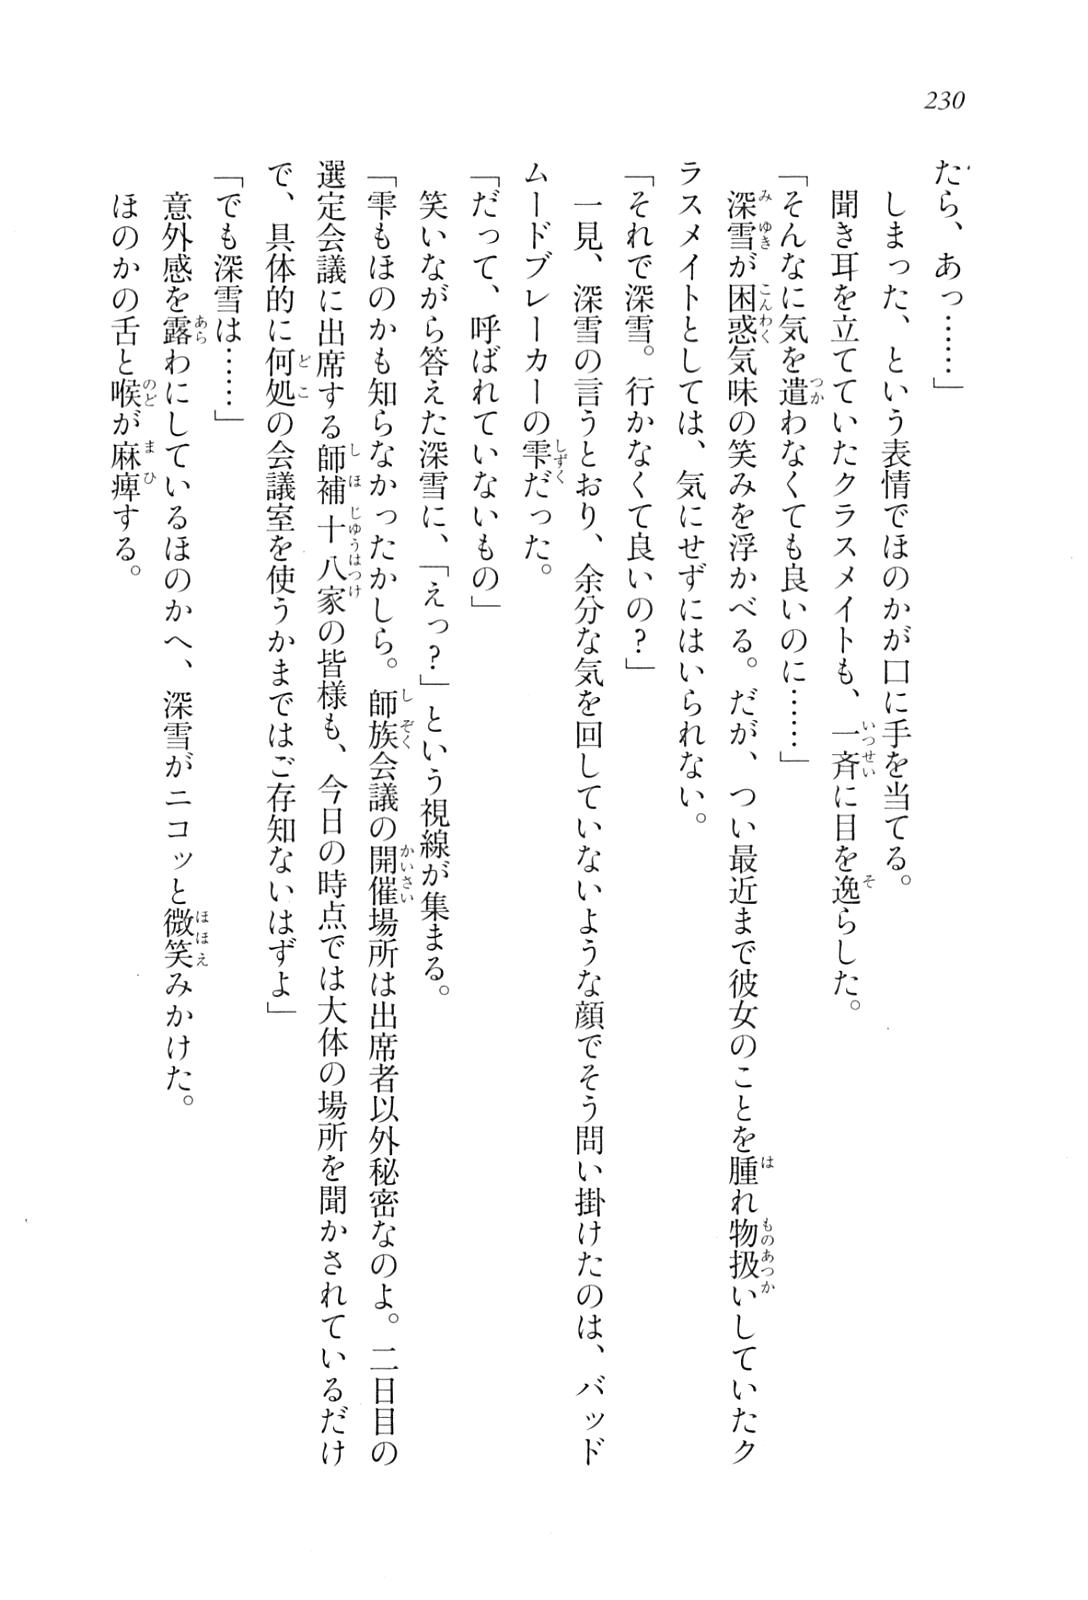 230
たら、あっ……」
しまった、という表情でほのかが口に手を当てる。
聞き耳を立てていたクラスメイトも、一斉に目を逸らした。
「そんなに気を遣わなくても良いのに……」
深雪が困惑気味の笑みを浮かべる。だが、つい最近まで彼女のことを腫れ物扱いしていたク
ラスメイトとしては、気にせずにはいられない。
「それで深雪。行かなくて良いの？」
一見、深雪の言うとおり、余分な気を回していないような顔でそう問い掛けたのは、バッド
ムードブレーカーの雫だった。
「だって、呼ばれていないもの」
笑いながら答えた深雪に、「えっ？」という視線が集まる。
「雫もほのかも知らなかったかしら。師族会議の開催場所は出席者以外秘密なのよ。二日目の
選定会議に出席する師補十八家の皆様も、今日の時点では大体の場所を聞かされているだけ
で、具体的に何処の会議室を使うかまではご存知ないはずよ」
「でも深雪は……」
意外感を露わにしているほのかへ、深雪がニコッと微笑みかけた。
ほのかの舌と喉が麻痺する。